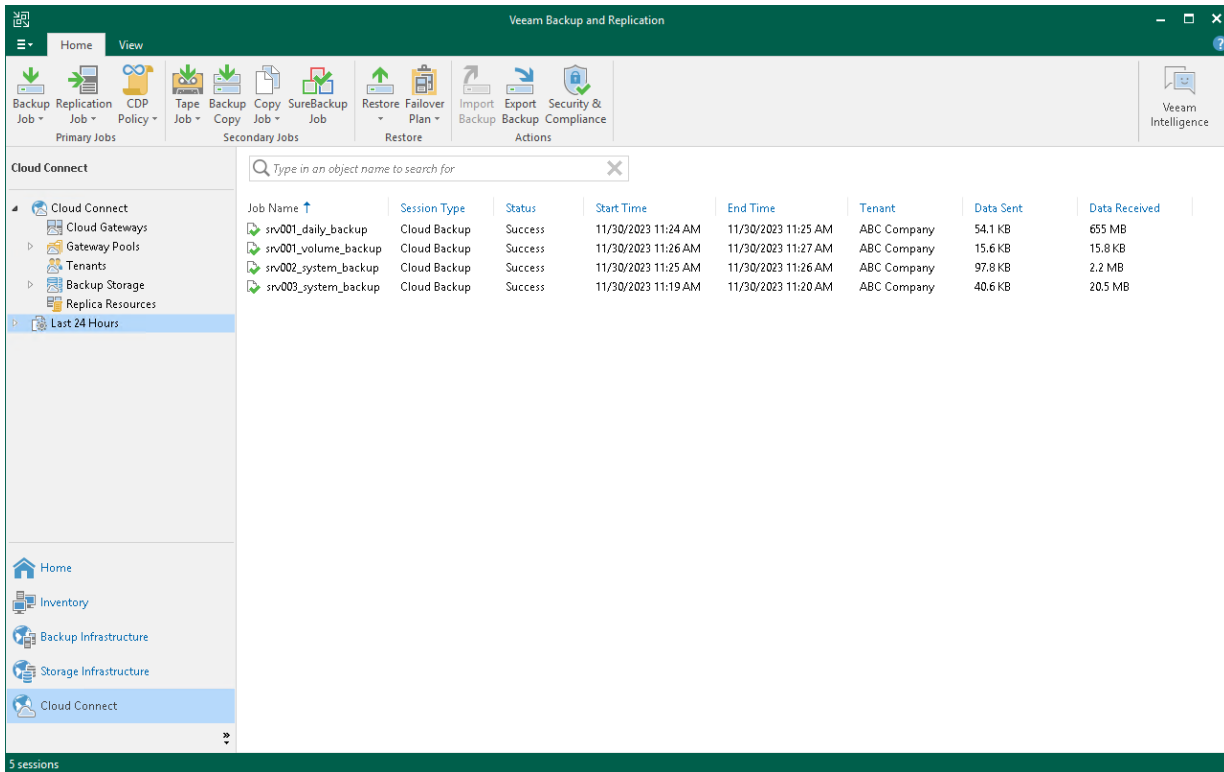 Veeam Backup and Replication
Home View
Backup Job
Replication Job
CDP Policy
Primary Jobs
Tape Job
Backup Copy
Copy Job
SureBackup Job
Secondary Jobs
Restore
Failover Plan
Restore
Import Backup
Export Backup
Security & Compliance
Actions
Veeam Intelligence
Cloud Connect
Type in an object name to search for
Cloud Connect
Cloud Gateways
Gateway Pools
Tenants
Backup Storage
Replica Resources
Last 24 Hours
Job Name Session Type Status Start Time End Time Tenant Data Sent Data Received
srv001_daily_backup Cloud Backup Success 11/30/2023 11:24 AM 11/30/2023 11:25 AM ABC Company 54.1 KB 655 MB
srv001_volume_backup Cloud Backup Success 11/30/2023 11:26 AM 11/30/2023 11:27 AM ABC Company 15.6 KB 15.8 KB
srv002_system_backup Cloud Backup Success 11/30/2023 11:25 AM 11/30/2023 11:26 AM ABC Company 97.8 KB 2.2 MB
srv003_system_backup Cloud Backup Success 11/30/2023 11:19 AM 11/30/2023 11:20 AM ABC Company 40.6 KB 20.5 MB
Home
Inventory
Backup Infrastructure
Storage Infrastructure
Cloud Connect
5 sessions